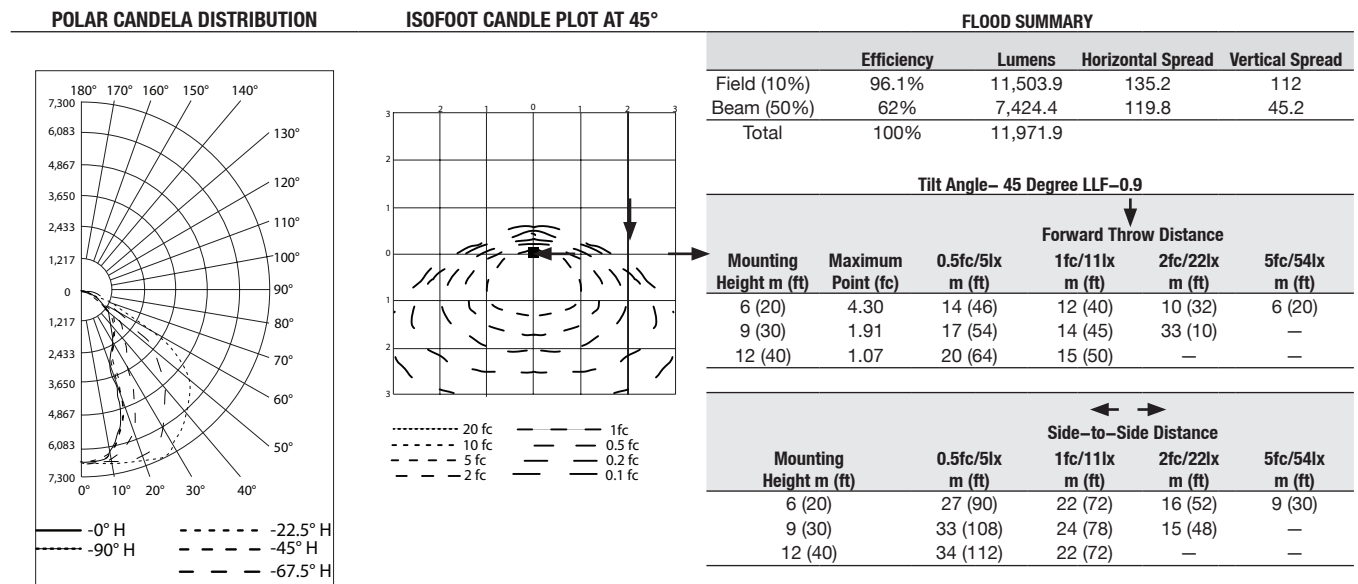 POLAR CANDELA DISTRIBUTION
180° 170° 160° 150° 140°
7,300
6,083
4,867
3,650
2,433
1,217
0
1,217
2,433
3,650
4,867
6,083
7,300
130°
120°
110°
100°
90°
80°
70°
60°
50°
0° 10° 20° 30° 40°
-0° H
-90° H
-22.5° H
-45° H
-67.5° H
ISOFOOT CANDLE PLOT AT 45°
3 2 1 0 1 2 3
2
1
0
1
2
3
20 fc
10 fc
5 fc
2 fc
1fc
0.5 fc
0.2 fc
0.1 fc
FLOOD SUMMARY
Efficiency Lumens Horizontal Spread Vertical Spread
Field (10%) 96.1% 11,503.9 135.2 112
Beam (50%) 62% 7,424.4 119.8 45.2
Total 100% 11,971.9
Tilt Angle– 45 Degree LLF–0.9
Forward Throw Distance
Mounting Maximum 0.5fc/5lx 1fc/11lx 2fc/22lx 5fc/54lx
Height m (ft) Point (fc) m (ft) m (ft) m (ft) m (ft)
6 (20) 4.30 14 (46) 12 (40) 10 (32) 6 (20)
9 (30) 1.91 17 (54) 14 (45) 33 (10) —
12 (40) 1.07 20 (64) 15 (50) — —
Side–to–Side Distance
Mounting 0.5fc/5lx 1fc/11lx 2fc/22lx 5fc/54lx
Height m (ft) m (ft) m (ft) m (ft) m (ft)
6 (20) 27 (90) 22 (72) 16 (52) 9 (30)
9 (30) 33 (108) 24 (78) 15 (48) —
12 (40) 34 (112) 22 (72) — —